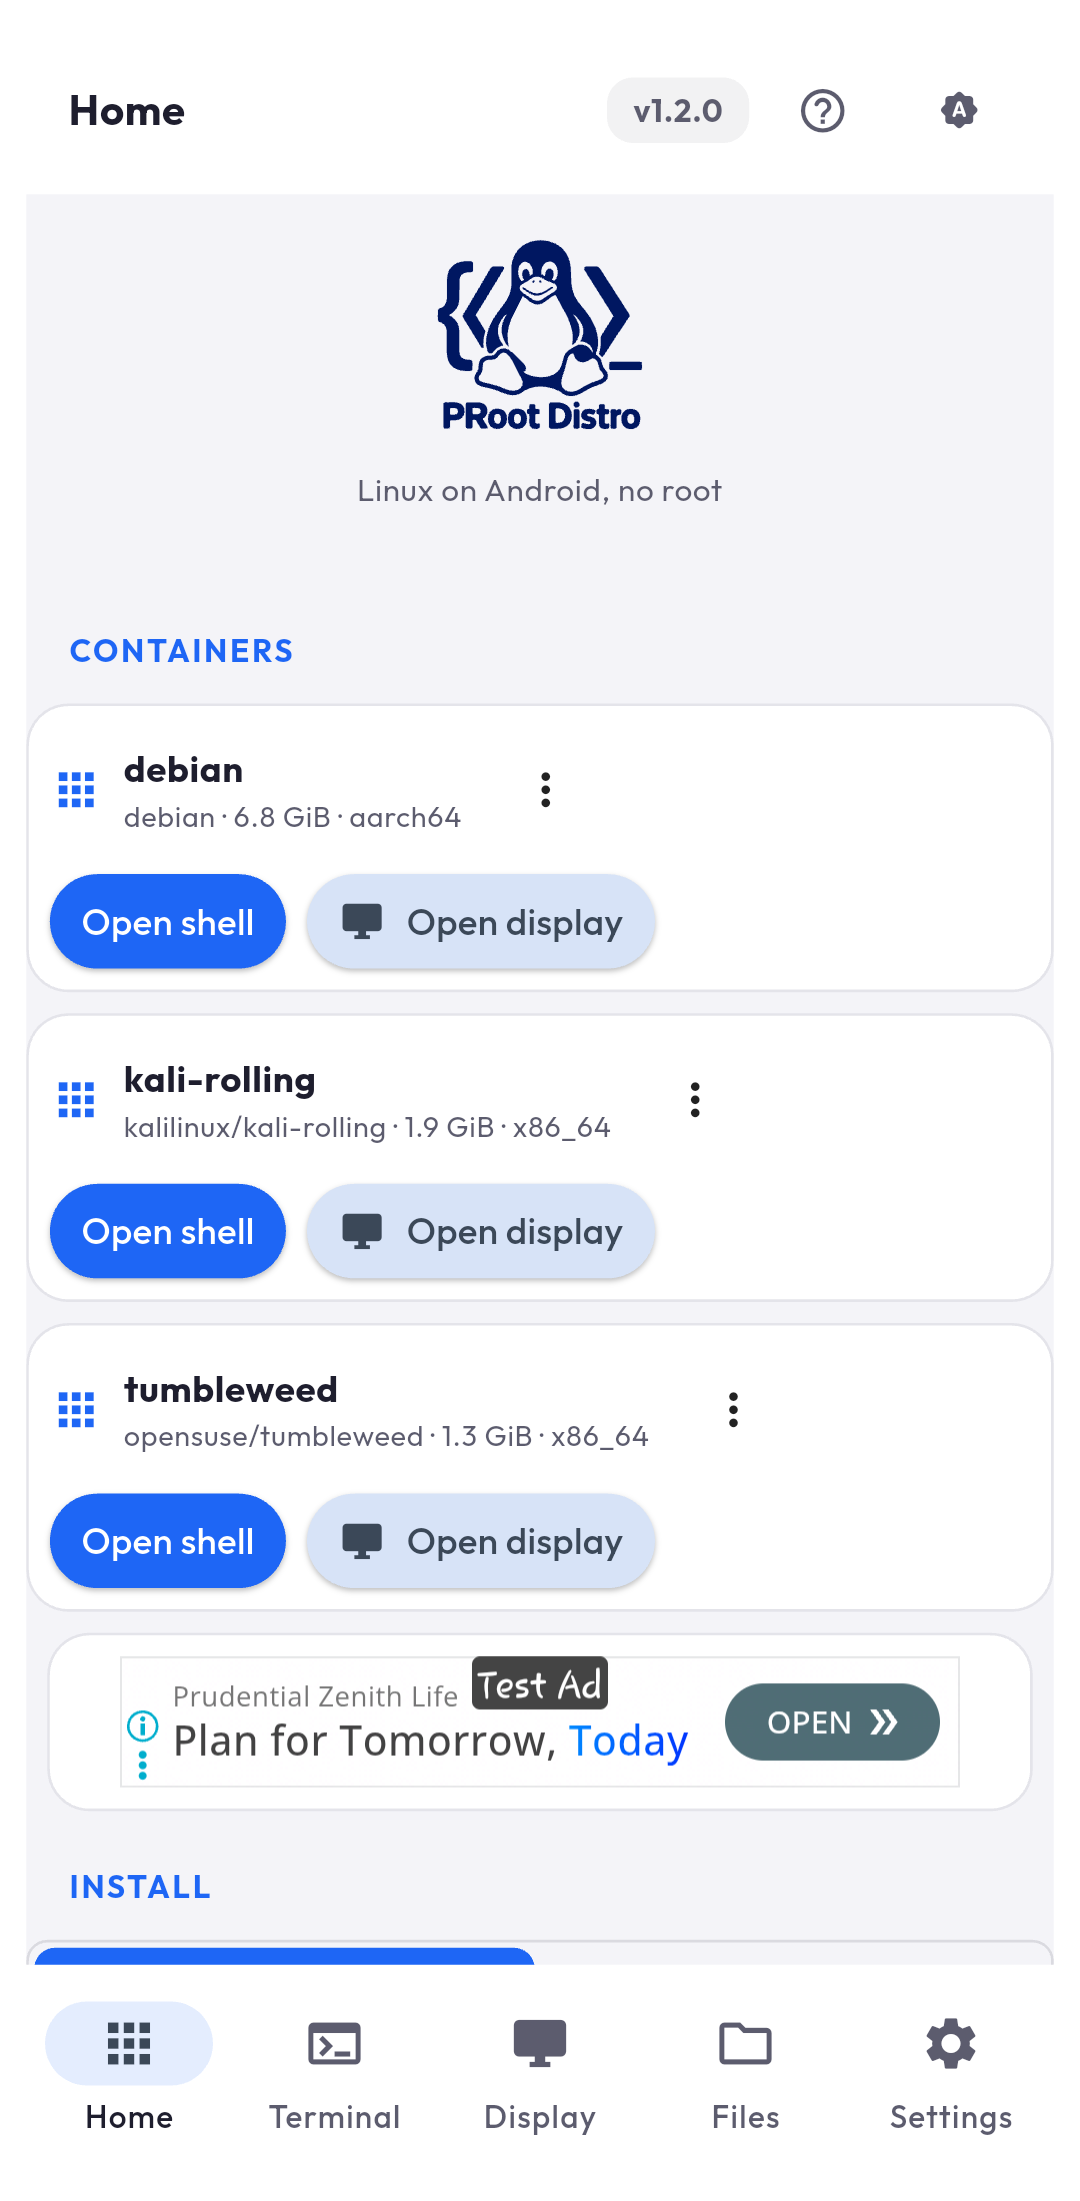 Home
v1.2.0
A
PRoot Distro
Linux on Android, no root
CONTAINERS
debian
debian · 6.8 GiB · aarch64
Open shell
Open display
kali-rolling
kalilinux/kali-rolling · 1.9 GiB · x86_64
Open shell
Open display
tumbleweed
opensuse/tumbleweed · 1.3 GiB · x86_64
Open shell
Open display
Test Ad
Prudential Zenith Life
Plan for Tomorrow, Today
OPEN
INSTALL
Home
Terminal
Display
Files
Settings